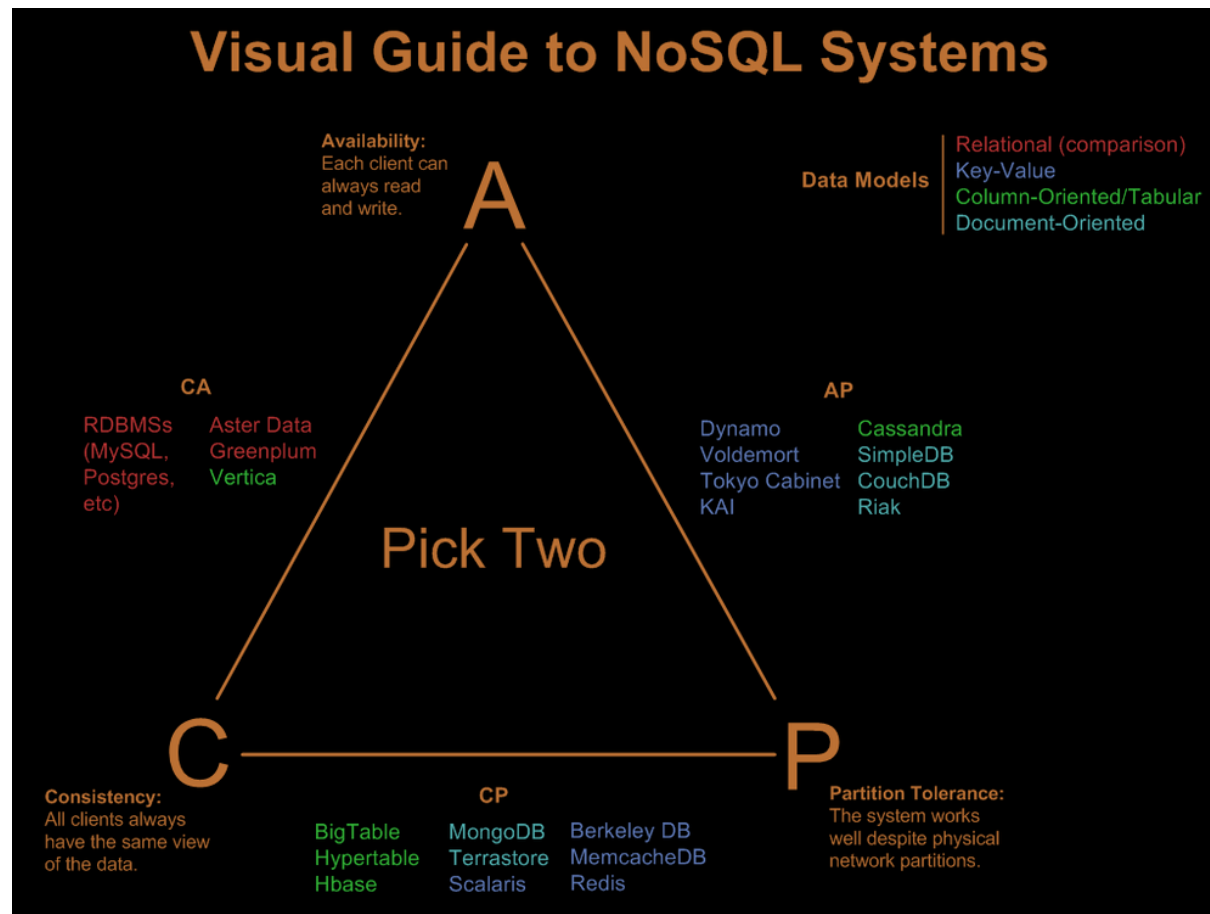 Visual Guide to NoSQL Systems
Availability:
Each client can
always read
and write.
A
Data Models
Relational (comparison)
Key-Value
Column-Oriented/Tabular
Document-Oriented
CA
RDBMSs
(MySQL,
Postgres,
etc)
Aster Data
Greenplum
Vertica
AP
Dynamo
Voldemort
Tokyo Cabinet
KAI
Cassandra
SimpleDB
CouchDB
Riak
Pick Two
C
P
Consistency:
All clients always
have the same view
of the data.
CP
BigTable
Hypertable
Hbase
MongoDB
Terrastore
Scalaris
Berkeley DB
MemcacheDB
Redis
Partition Tolerance:
The system works
well despite physical
network partitions.